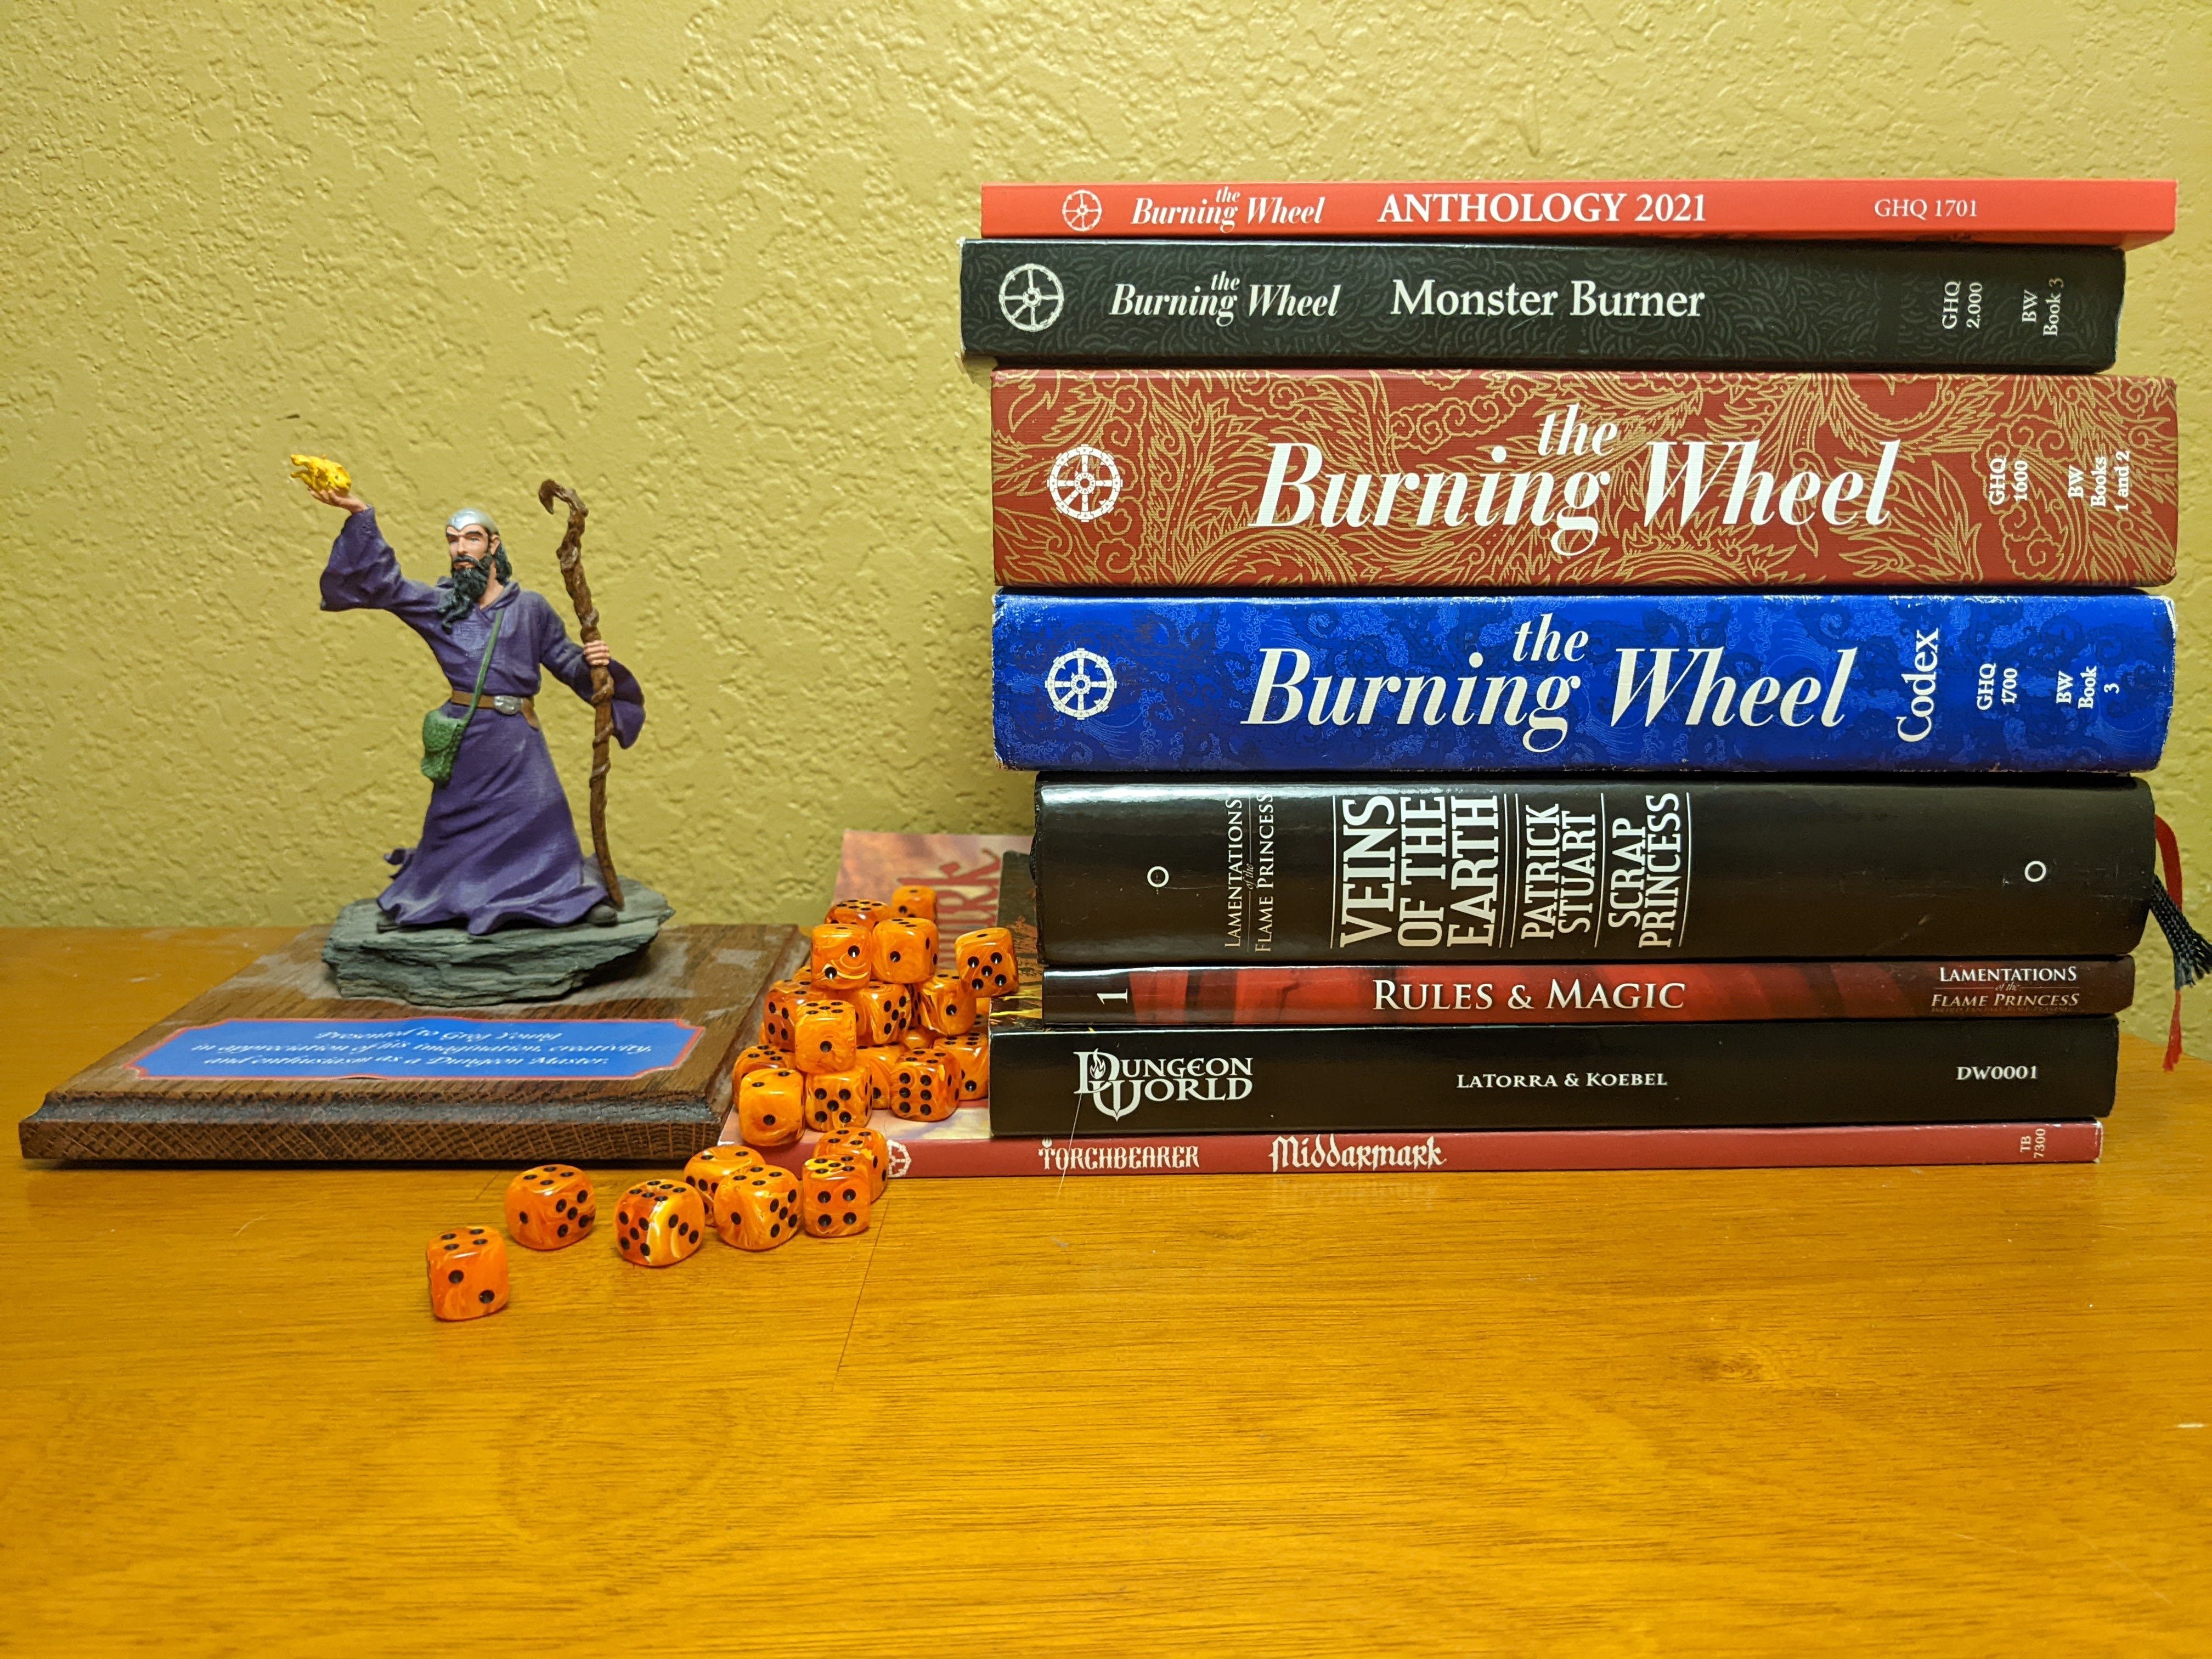 the
Burning Wheel ANTHOLOGY 2021 GHQ 1701
the
Burning Wheel Monster Burner GHQ 2.000 BW Book 3
the
Burning Wheel GHQ 1600 BW Books 1 and 2
the
Burning Wheel Codex GHQ 1700 BW Book 3
LAMENTATIONS of the FLAME PRINCESS
VEINS OF THE EARTH
PATRICK STUART
SCRAP PRINCESS
1 RULES & MAGIC LAMENTATIONS
of the
FLAME PRINCESS
DUNGEON WORLD LATORRA & KOEBEL DW0001
TORCHBEARER Middarmark TB 7300
Presented to Greg Young
in appreciation of his imagination, creativity,
and enthusiasm as a Dungeon Master.